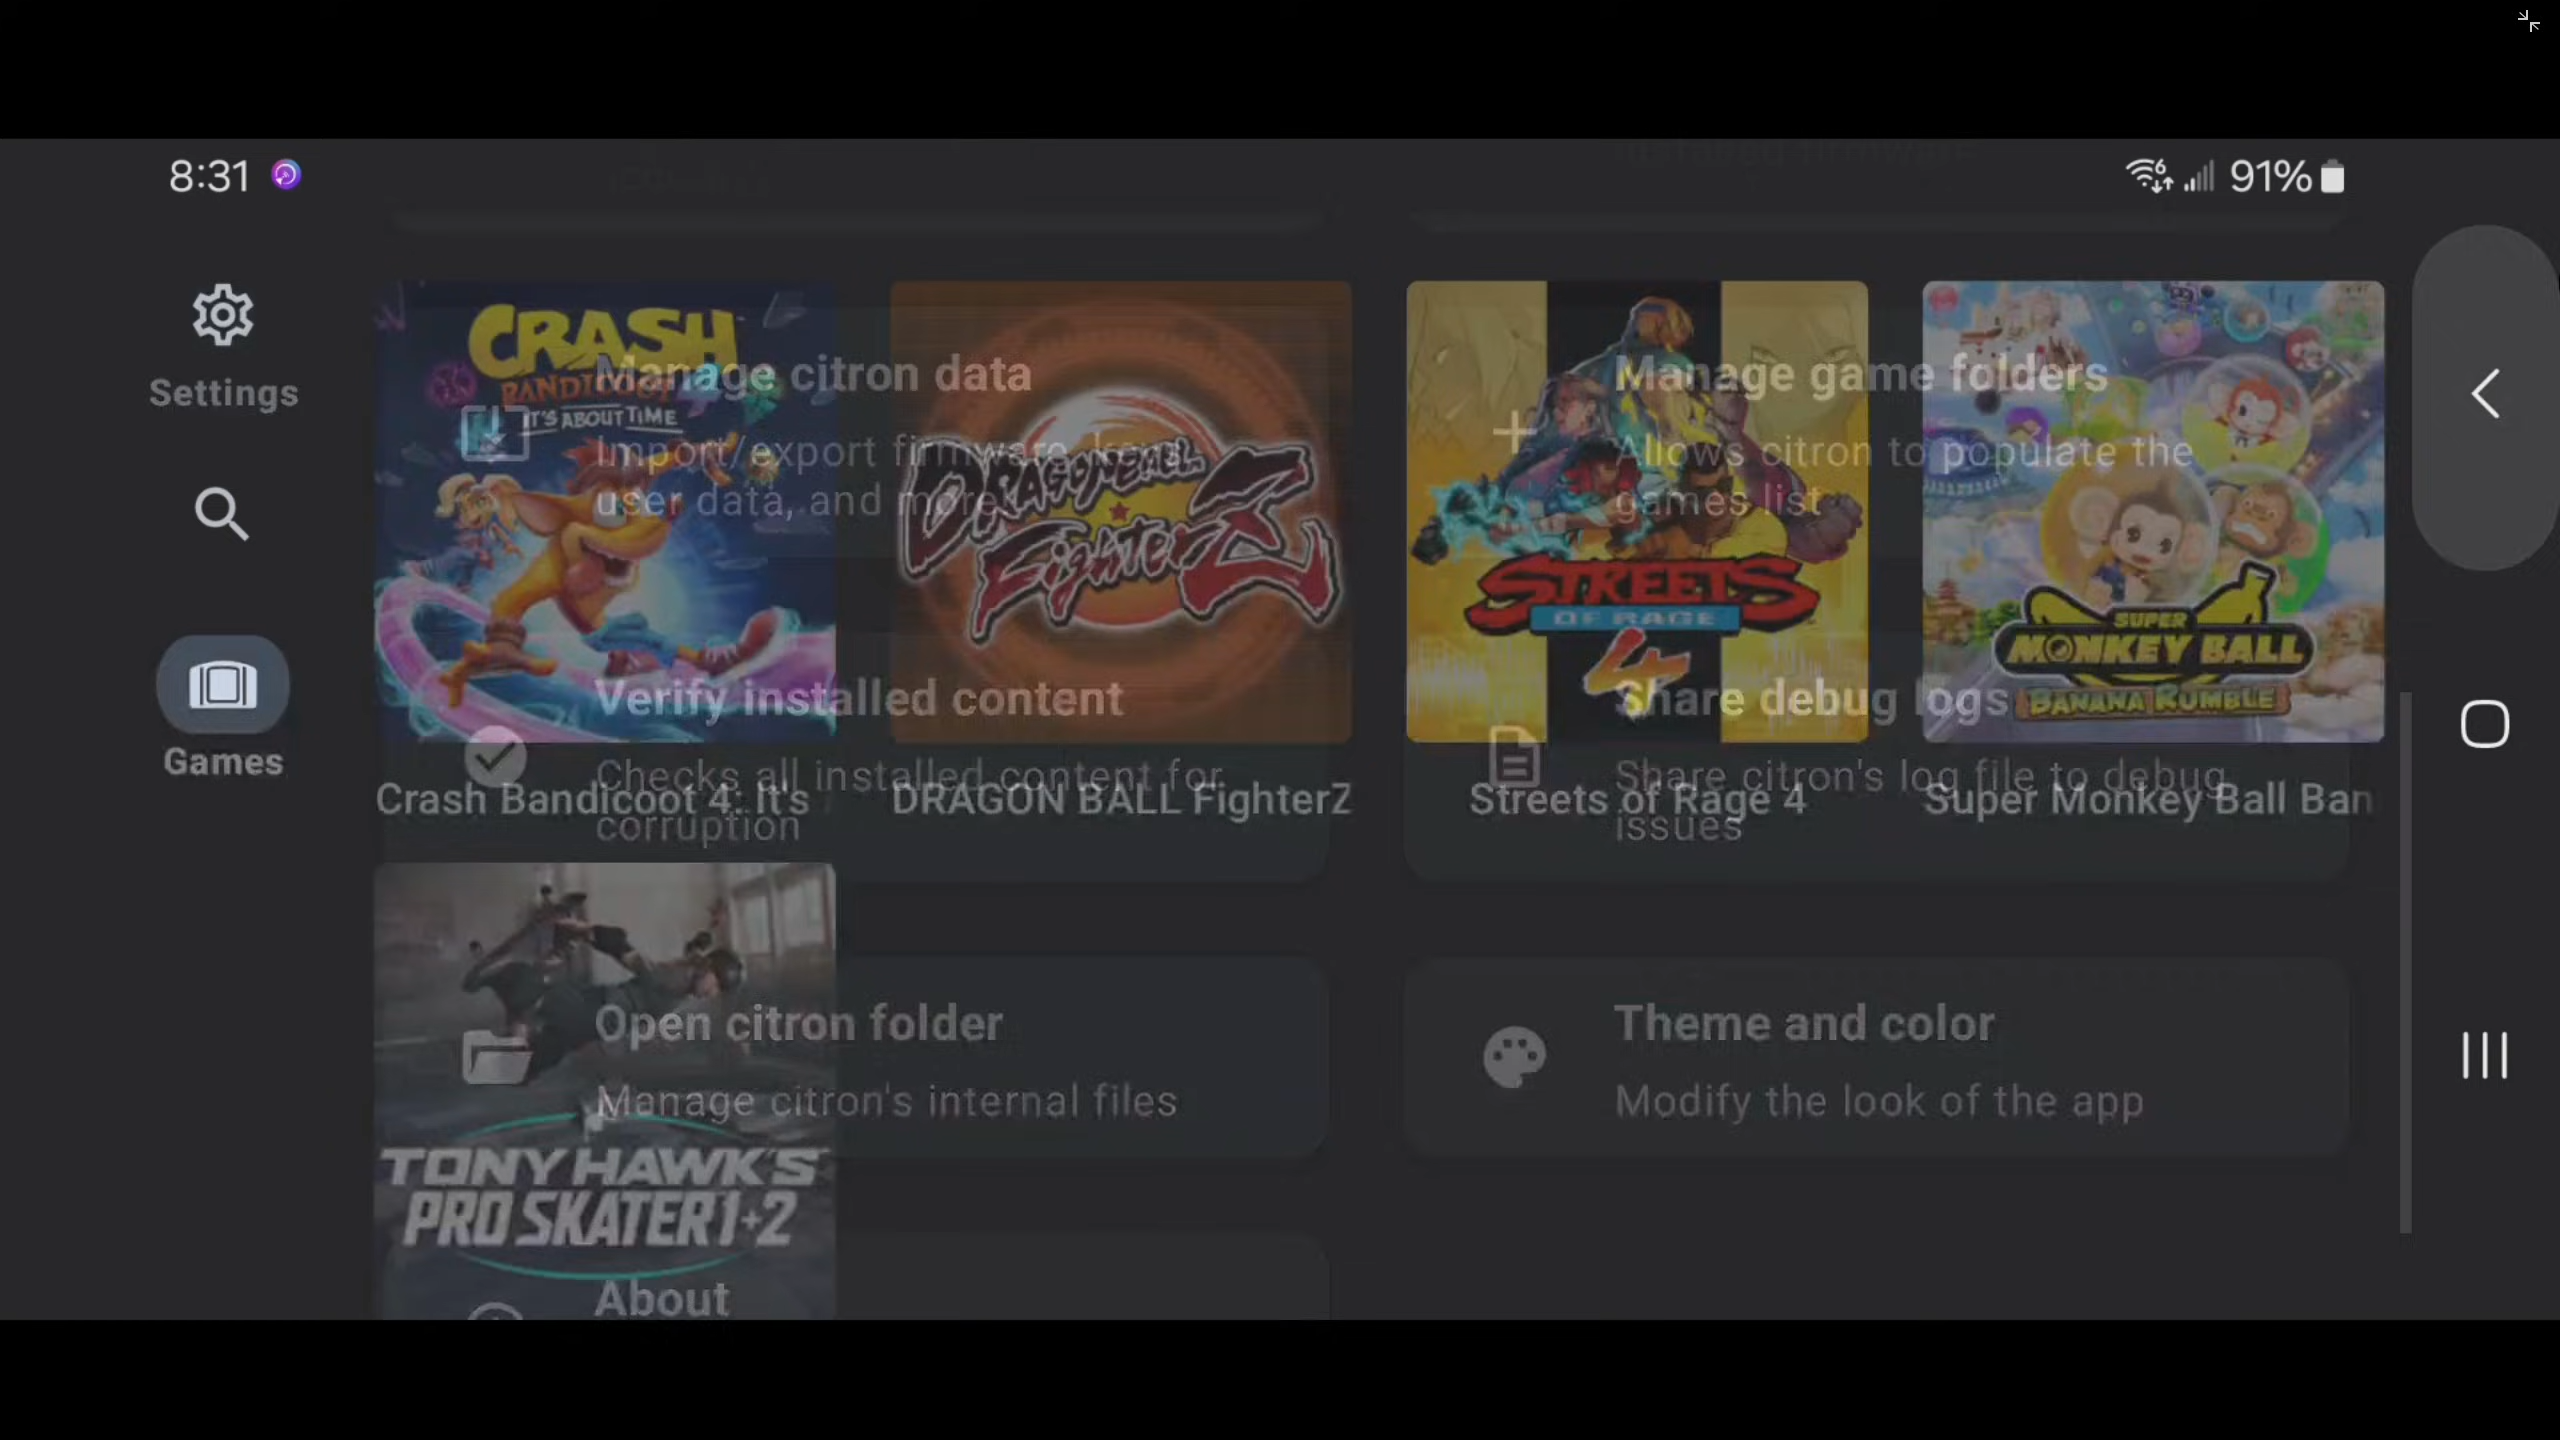 8:31
6
91%
Settings
Games
CRASH
BANDICOOT 4
IT'S ABOUT TIME
DRAGONBALL
FighterZ
STREETS
OF RAGE
4
SUPER
MONKEY BALL
BANANA RUMBLE
Manage citron data
Import/export firmware, keys,
user data, and more
Manage game folders
Allows citron to populate the
games list
Verify installed content
Checks all installed content for
corruption
Share debug logs
Share citron's log file to debug
issues
Crash Bandicoot 4: It's
DRAGON BALL FighterZ
Streets of Rage 4
Super Monkey Ball Ban
TONY HAWK'S
PRO SKATER 1+2
Open citron folder
Manage citron's internal files
Theme and color
Modify the look of the app
About